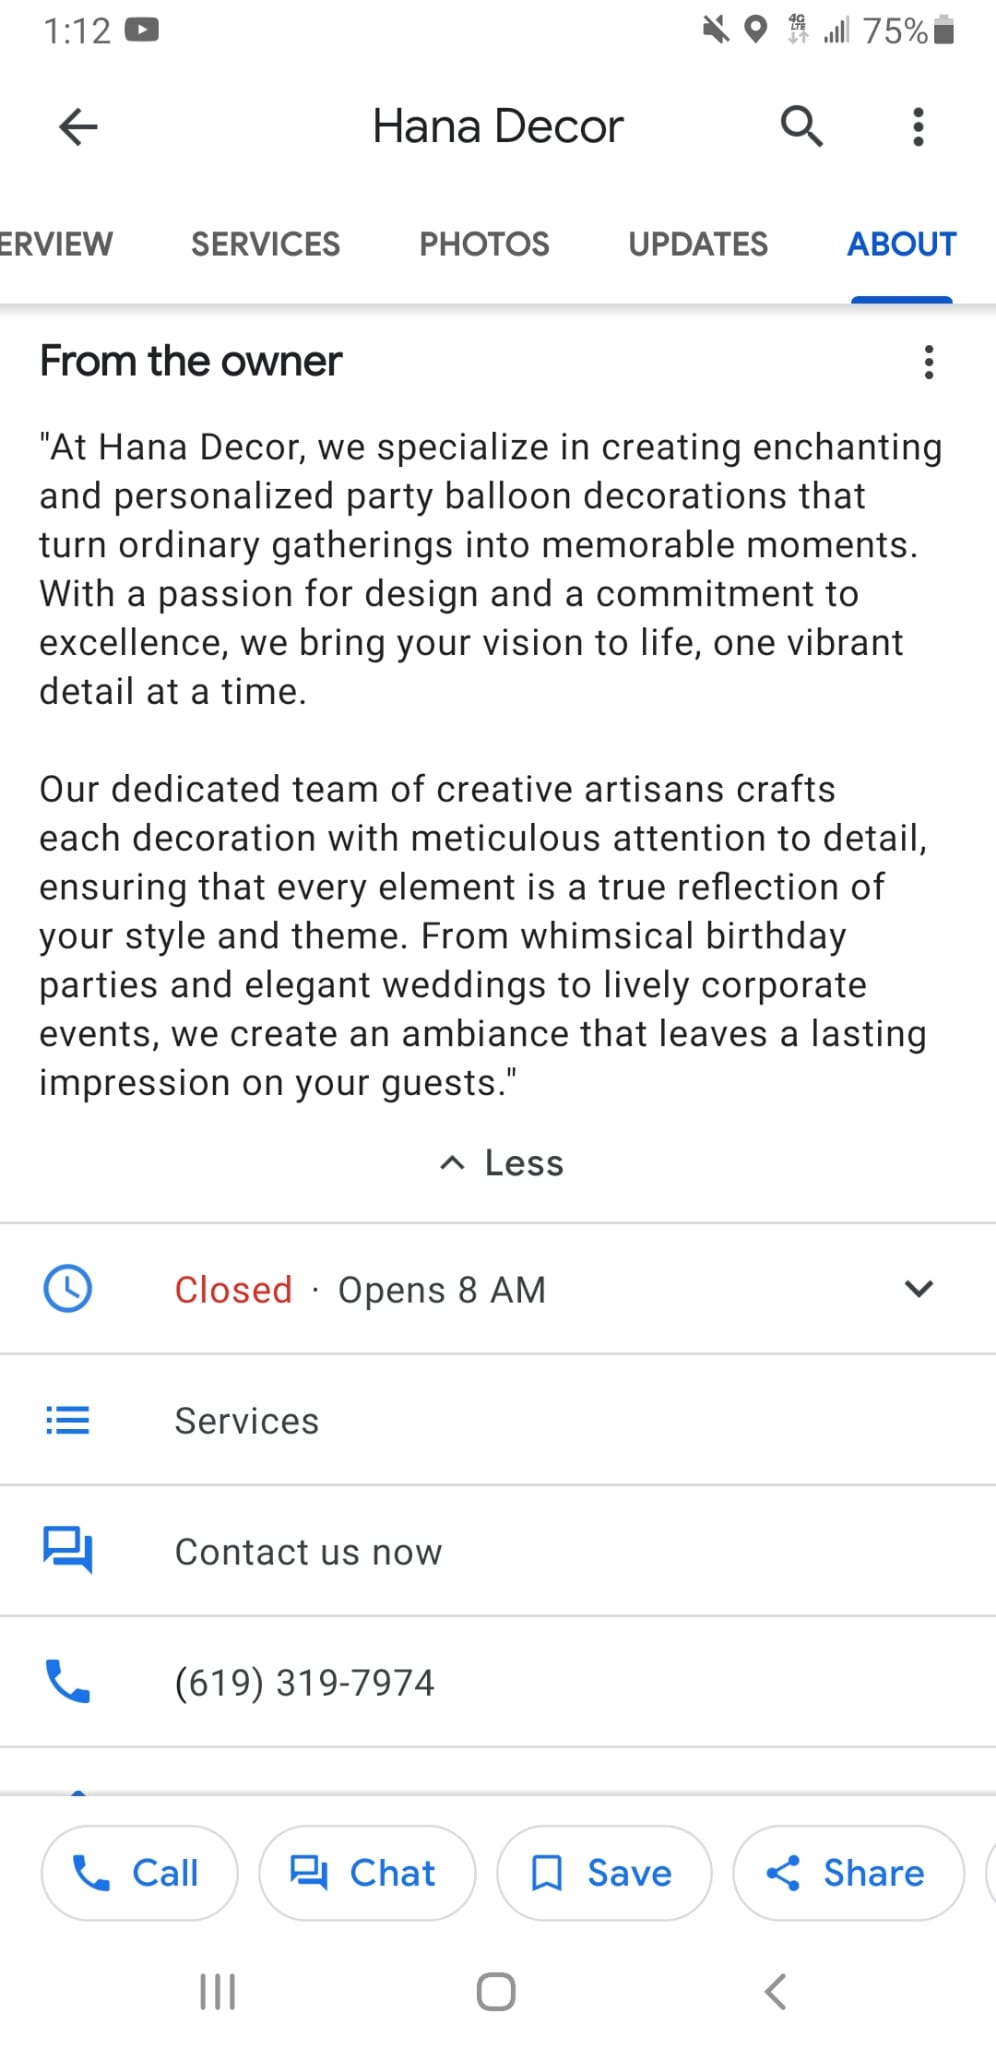 1:12
4G
LTE
75%
Hana Decor
ERVIEW SERVICES PHOTOS UPDATES ABOUT
From the owner
"At Hana Decor, we specialize in creating enchanting
and personalized party balloon decorations that
turn ordinary gatherings into memorable moments.
With a passion for design and a commitment to
excellence, we bring your vision to life, one vibrant
detail at a time.
Our dedicated team of creative artisans crafts
each decoration with meticulous attention to detail,
ensuring that every element is a true reflection of
your style and theme. From whimsical birthday
parties and elegant weddings to lively corporate
events, we create an ambiance that leaves a lasting
impression on your guests."
Less
Closed · Opens 8 AM
Services
Contact us now
(619) 319-7974
Call Chat Save Share